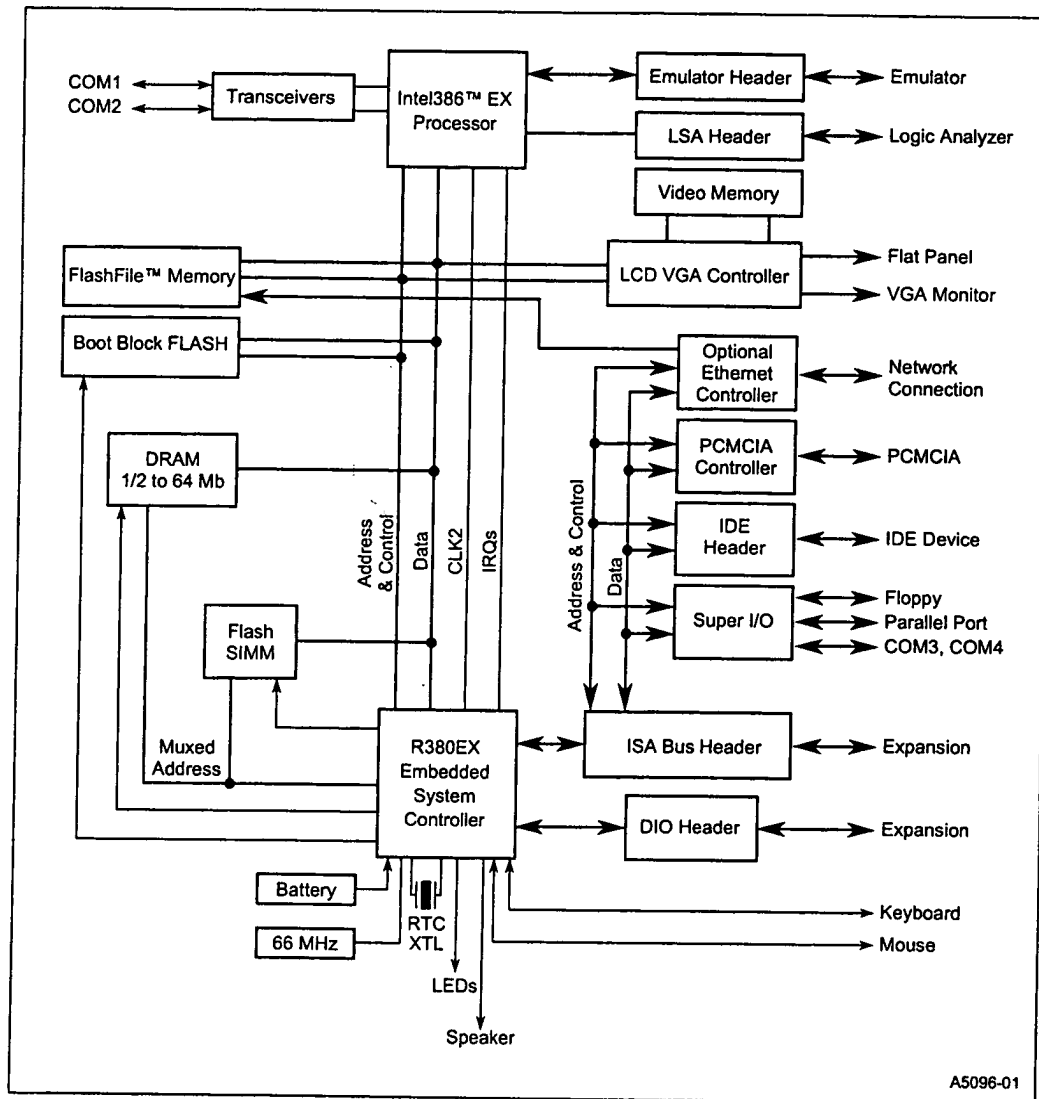 COM1
COM2
Transceivers
Intel386™ EX
Processor
Emulator Header
Emulator
LSA Header
Logic Analyzer
Video Memory
FlashFile™ Memory
LCD VGA Controller
Flat Panel
VGA Monitor
Boot Block FLASH
Optional
Ethernet
Controller
Network
Connection
DRAM
1/2 to 64 Mb
PCMCIA
Controller
PCMCIA
Address
& Control
Data
CLK2
IRQs
Address & Control
Data
IDE
Header
IDE Device
Flash
SIMM
Super I/O
Floppy
Parallel Port
COM3, COM4
Muxed
Address
R380EX
Embedded
System
Controller
ISA Bus Header
Expansion
DIO Header
Expansion
Battery
66 MHz
RTC
XTL
Keyboard
Mouse
LEDs
Speaker
A5096-01